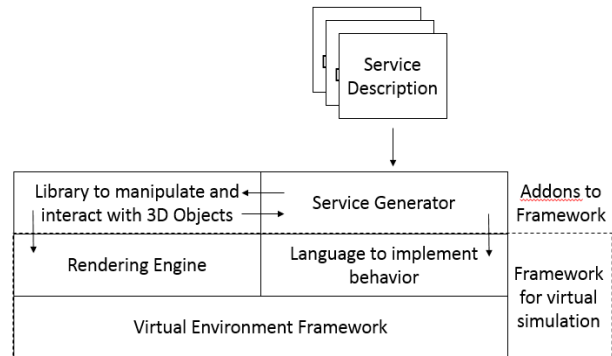 Service
Description
Library to manipulate and
interact with 3D Objects
Service Generator
Addons to
Framework
Rendering Engine
Language to implement
behavior
Framework
for virtual
simulation
Virtual Environment Framework